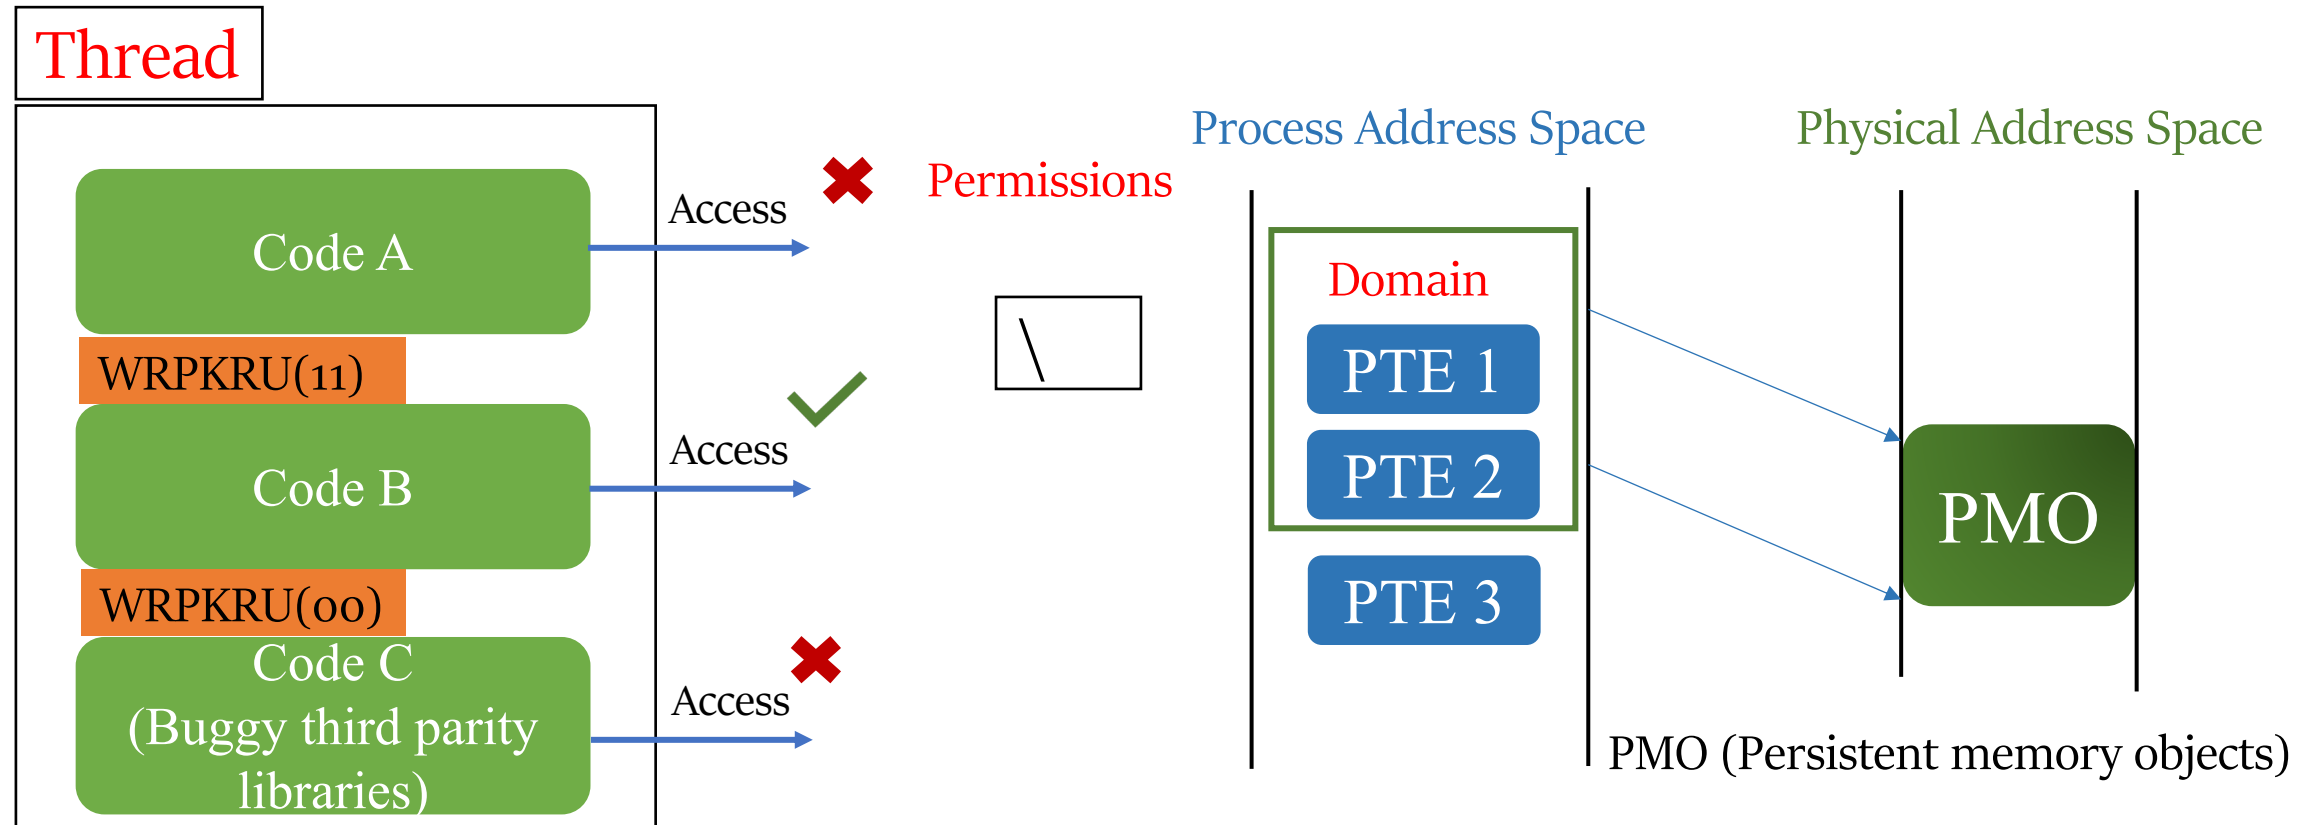 Thread
Code A
WRPKRU(11)
Code B
WRPKRU(00)
Code C
(Buggy third parity
libraries)
Access
Access
Access
Permissions
\
Process Address Space
Domain
PTE 1
PTE 2
PTE 3
Physical Address Space
PMO
PMO (Persistent memory objects)